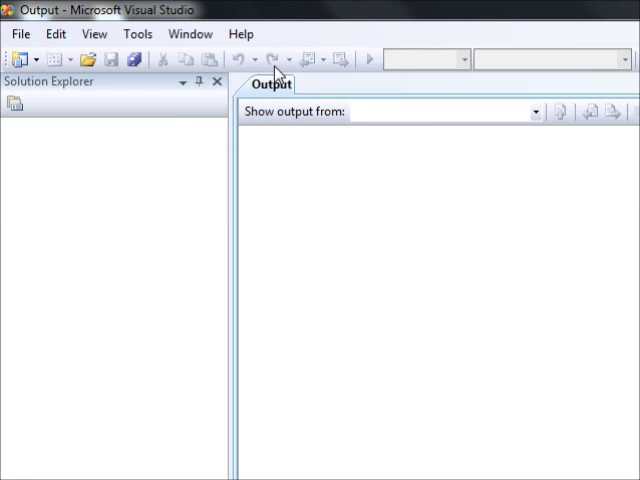 Output - Microsoft Visual Studio
File Edit View Tools Window Help
Solution Explorer
Output
Show output from: